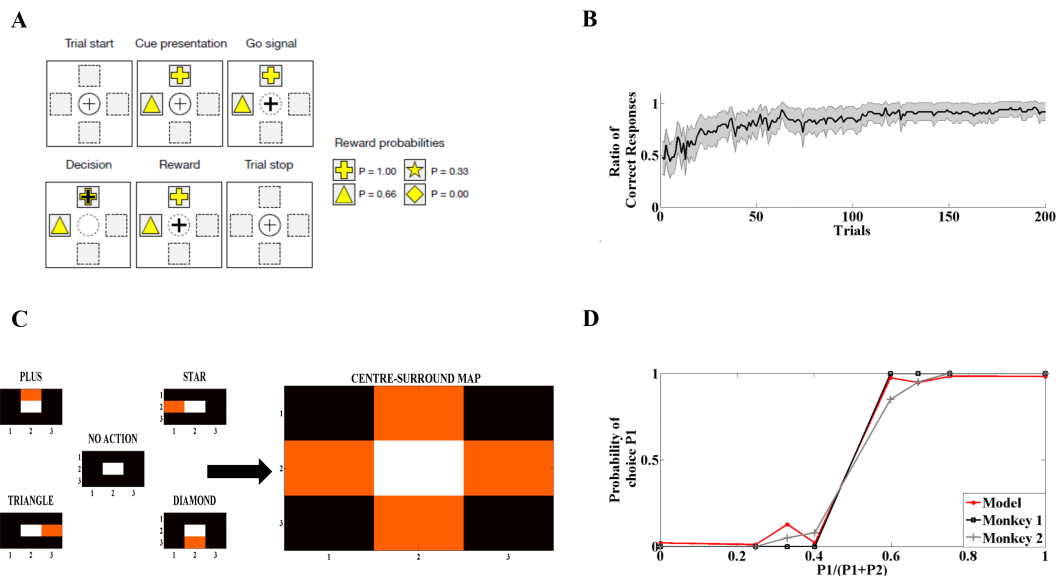 A
Trial start
Cue presentation
Go signal
Decision
Reward
Trial stop
Reward probabilities
P = 1.00
P = 0.33
P = 0.66
P = 0.00
B
Ratio of
Correct Responses
1
0.5
0
0
50
100
150
200
Trials
C
PLUS
1 2 3
STAR
1
2
3
1 2 3
NO ACTION
1
2
3
1 2 3
TRIANGLE
1
2
3
1 2 3
DIAMOND
1
2
3
1 2 3
CENTRE-SURROUND MAP
1
2
3
1 2 3
D
Probability of
choice P1
1
0.5
0
0 0.2 0.4 0.6 0.8 1
P1/(P1+P2)
Model
Monkey 1
Monkey 2